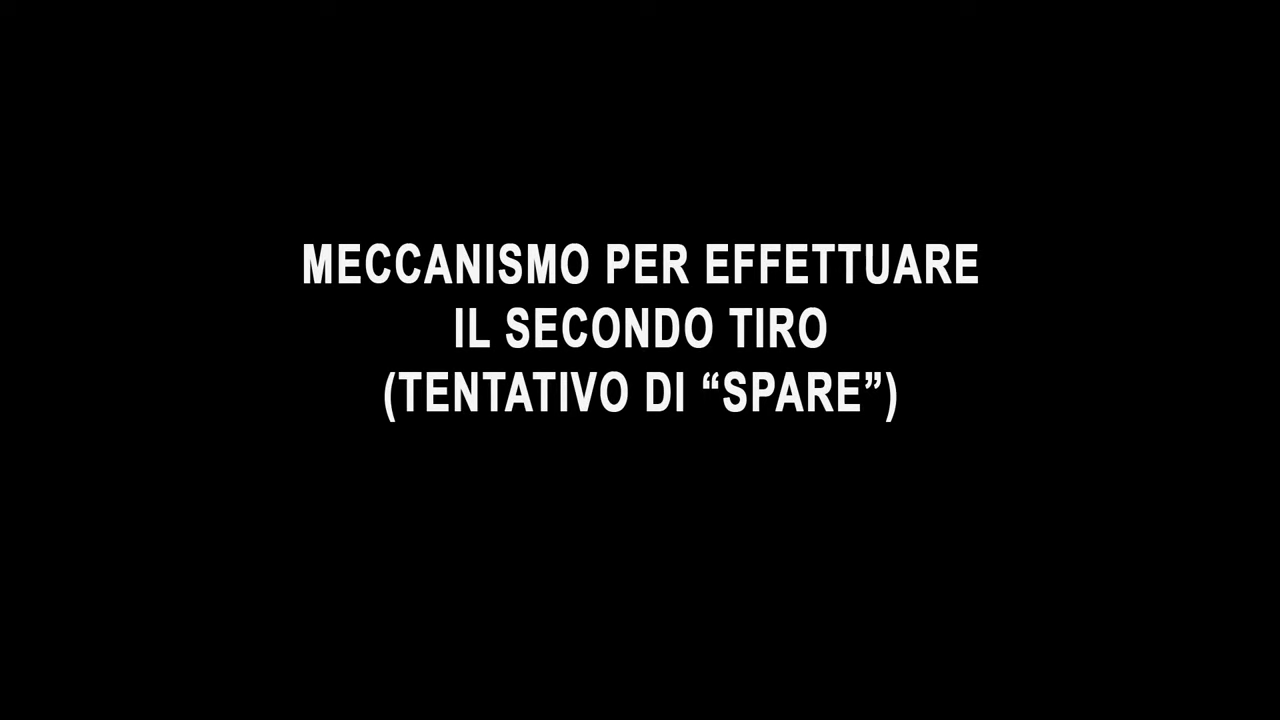 MECCANISMO PER EFFETTUARE
IL SECONDO TIRO
(TENTATIVO DI “SPARE”)